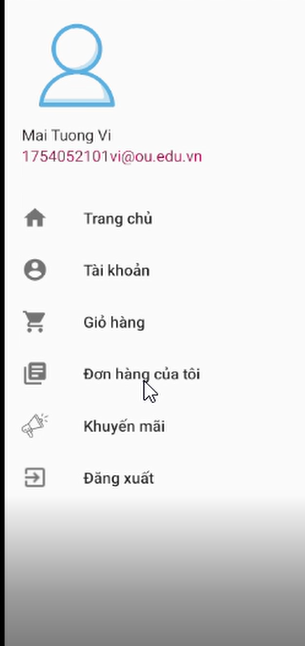 Mai Tuong Vi
1754052101vi@ou.edu.vn
Trang chủ
Tài khoản
Giỏ hàng
Đơn hàng của tôi
Khuyến mãi
Đăng xuất